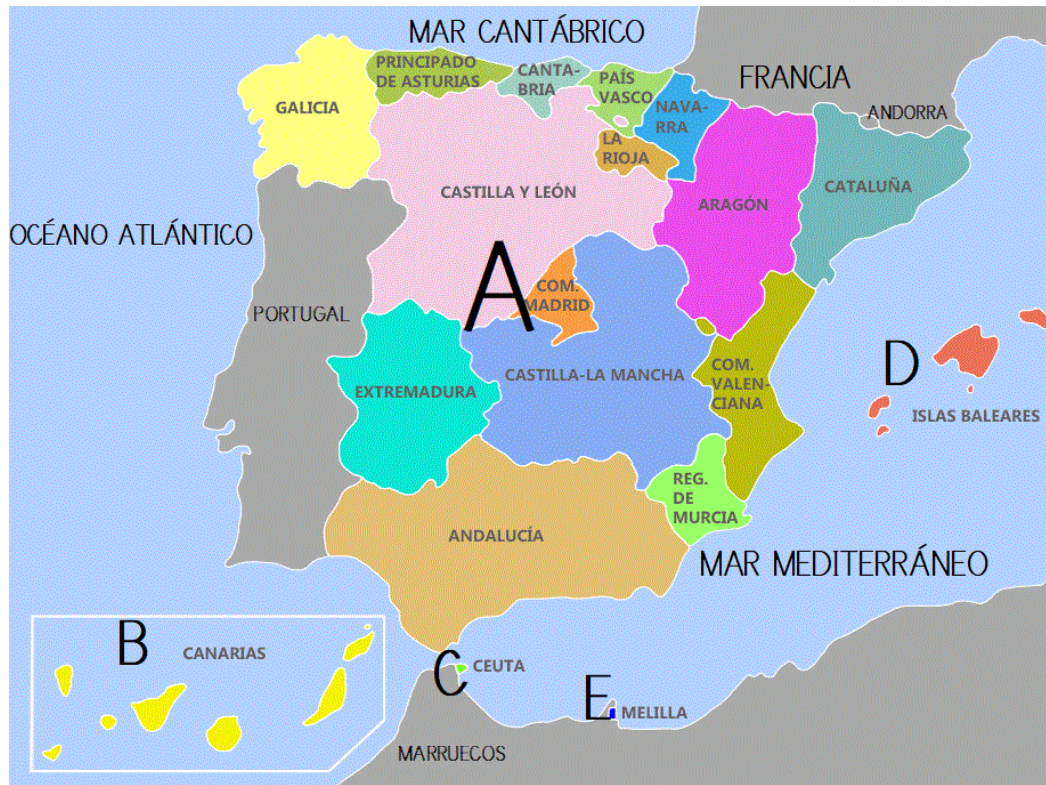 MAR CANTÁBRICO
PRINCIPADO
DE ASTURIAS
CANTA-
BRIA
PAÍS
VASCO
FRANCIA
NAVA-
RRA
ANDORRA
GALICIA
LA
RIOJA
CASTILLA Y LEÓN
ARAGÓN
CATALUÑA
OCÉANO ATLÁNTICO
A
COM.
MADRID
PORTUGAL
D
EXTREMADURA
CASTILLA-LA MANCHA
COM.
VALEN-
CIANA
ISLAS BALEARES
REG.
DE
MURCIA
ANDALUCÍA
MAR MEDITERRÁNEO
B
CANARIAS
C
CEUTA
E
MELILLA
MARRUECOS